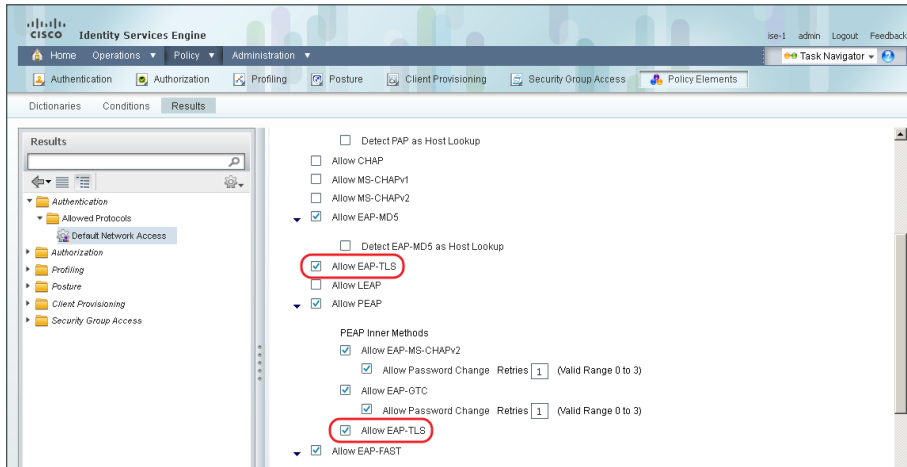 CISCO Identity Services Engine
ise-1 admin Logout Feedback
Home Operations Policy Administration
Task Navigator
Authentication Authorization Profiling Posture Client Provisioning Security Group Access Policy Elements
Dictionaries Conditions Results
Results
Authentication
Allowed Protocols
Default Network Access
Authorization
Profiling
Posture
Client Provisioning
Security Group Access
Detect PAP as Host Lookup
Allow CHAP
Allow MS-CHAPv1
Allow MS-CHAPv2
Allow EAP-MD5
Detect EAP-MD5 as Host Lookup
Allow EAP-TLS
Allow LEAP
Allow PEAP
PEAP Inner Methods
Allow EAP-MS-CHAPv2
Allow Password Change Retries 1 (Valid Range 0 to 3)
Allow EAP-GTC
Allow Password Change Retries 1 (Valid Range 0 to 3)
Allow EAP-TLS
Allow EAP-FAST